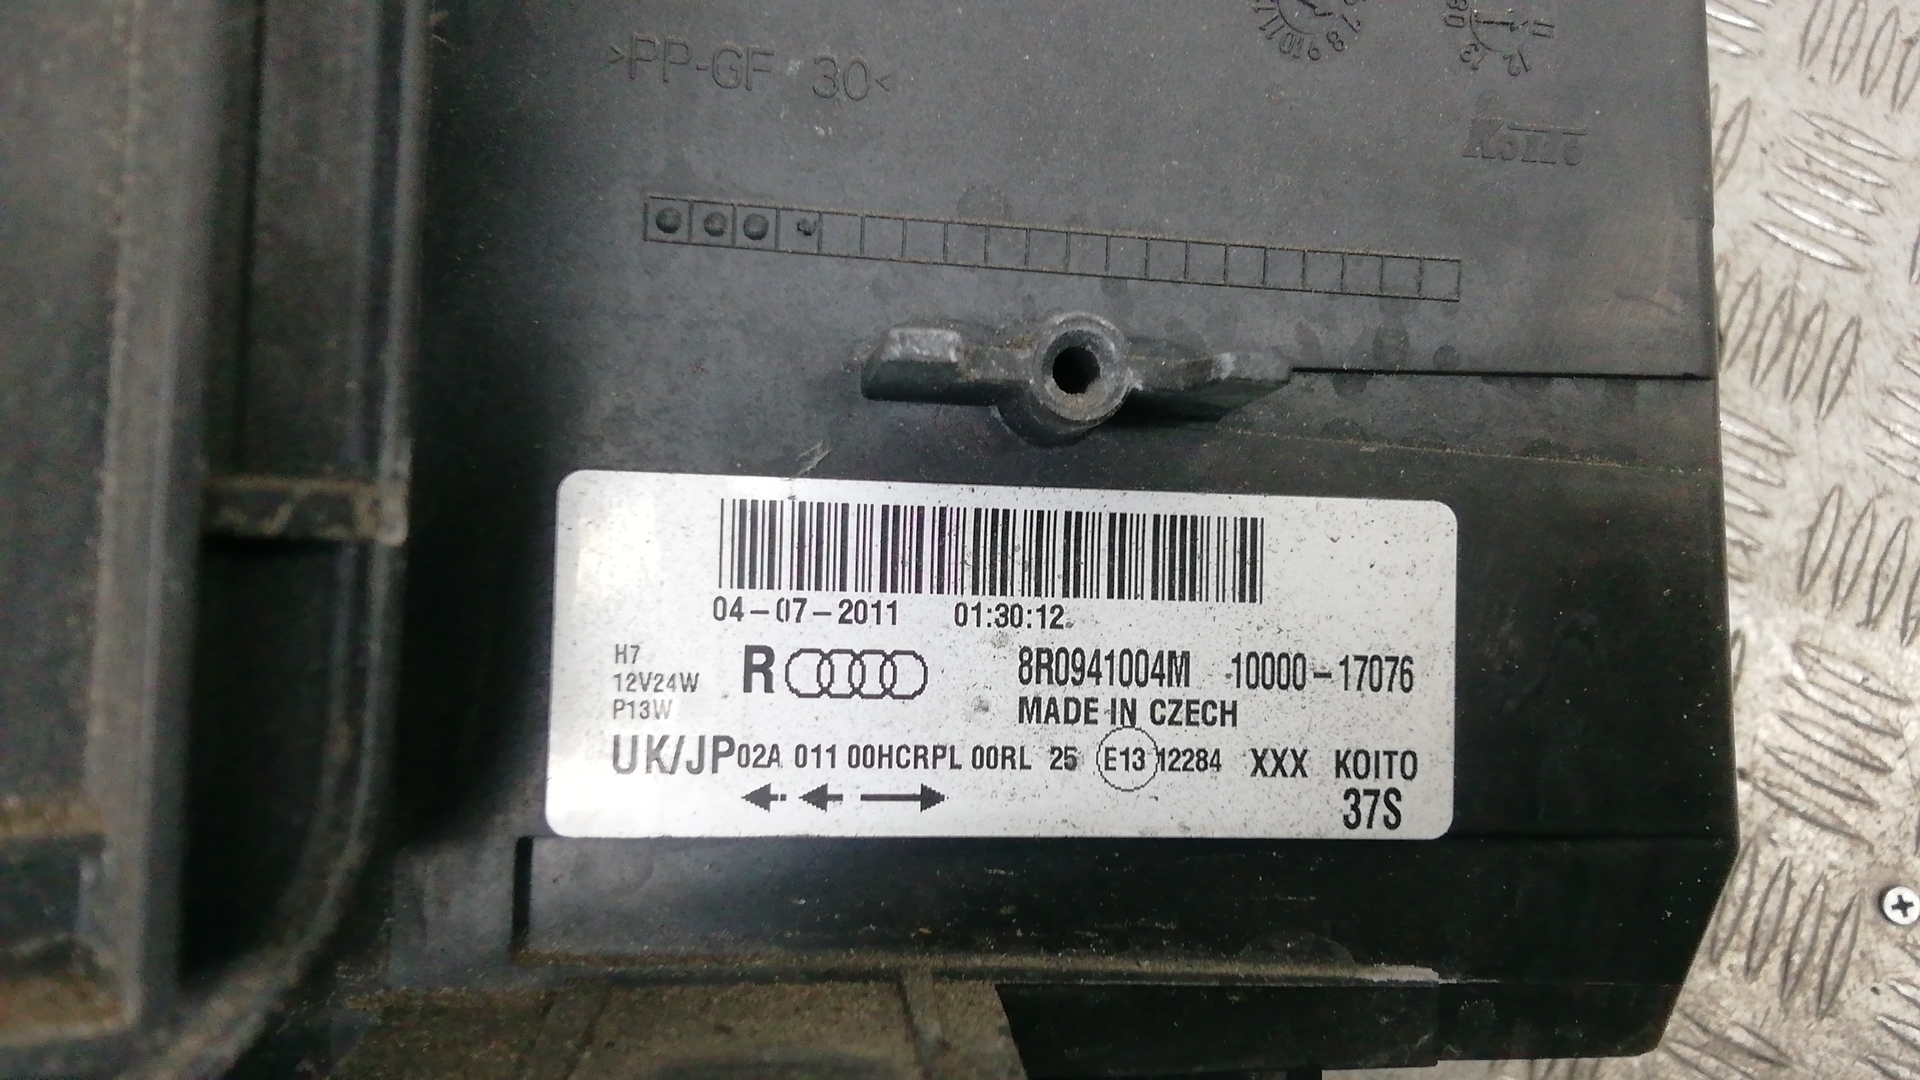 >PP-GF 30<
Koito
04-07-2011 01:30:12
H7
12V24W
P13W
R
8R0941004M -10000-17076
MADE IN CZECH
UK/JP 02A 011 00HCRPL 00RL 25 E13 12284 XXX KOITO
37S